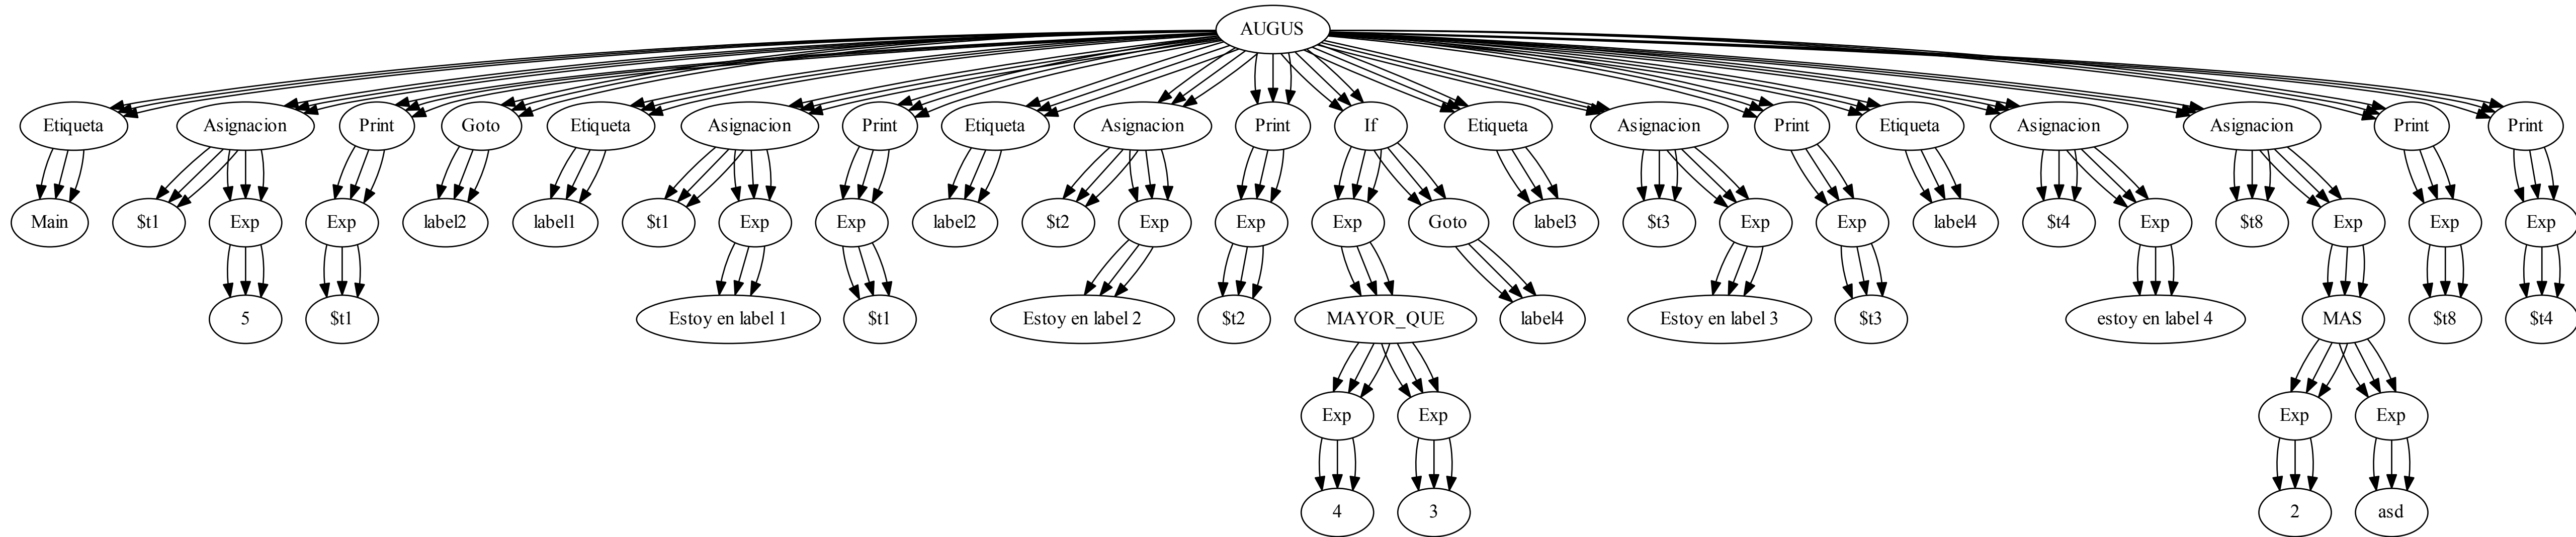 AUGUS
Etiqueta Asignacion Print Goto Etiqueta Asignacion Print Etiqueta Asignacion Print If Etiqueta Asignacion Print Etiqueta Asignacion Asignacion Print Print
Main $t1 Exp Exp label2 label1 $t1 Exp Exp label2 $t2 Exp Exp Exp Goto label3 $t3 Exp Exp label4 $t4 Exp $t8 Exp Exp Exp
5 $t1 Estoy en label 1 $t1 Estoy en label 2 $t2 MAYOR_QUE label4 Estoy en label 3 $t3 estoy en label 4 MAS $t8 $t4
Exp Exp Exp Exp
4 3 2 asd